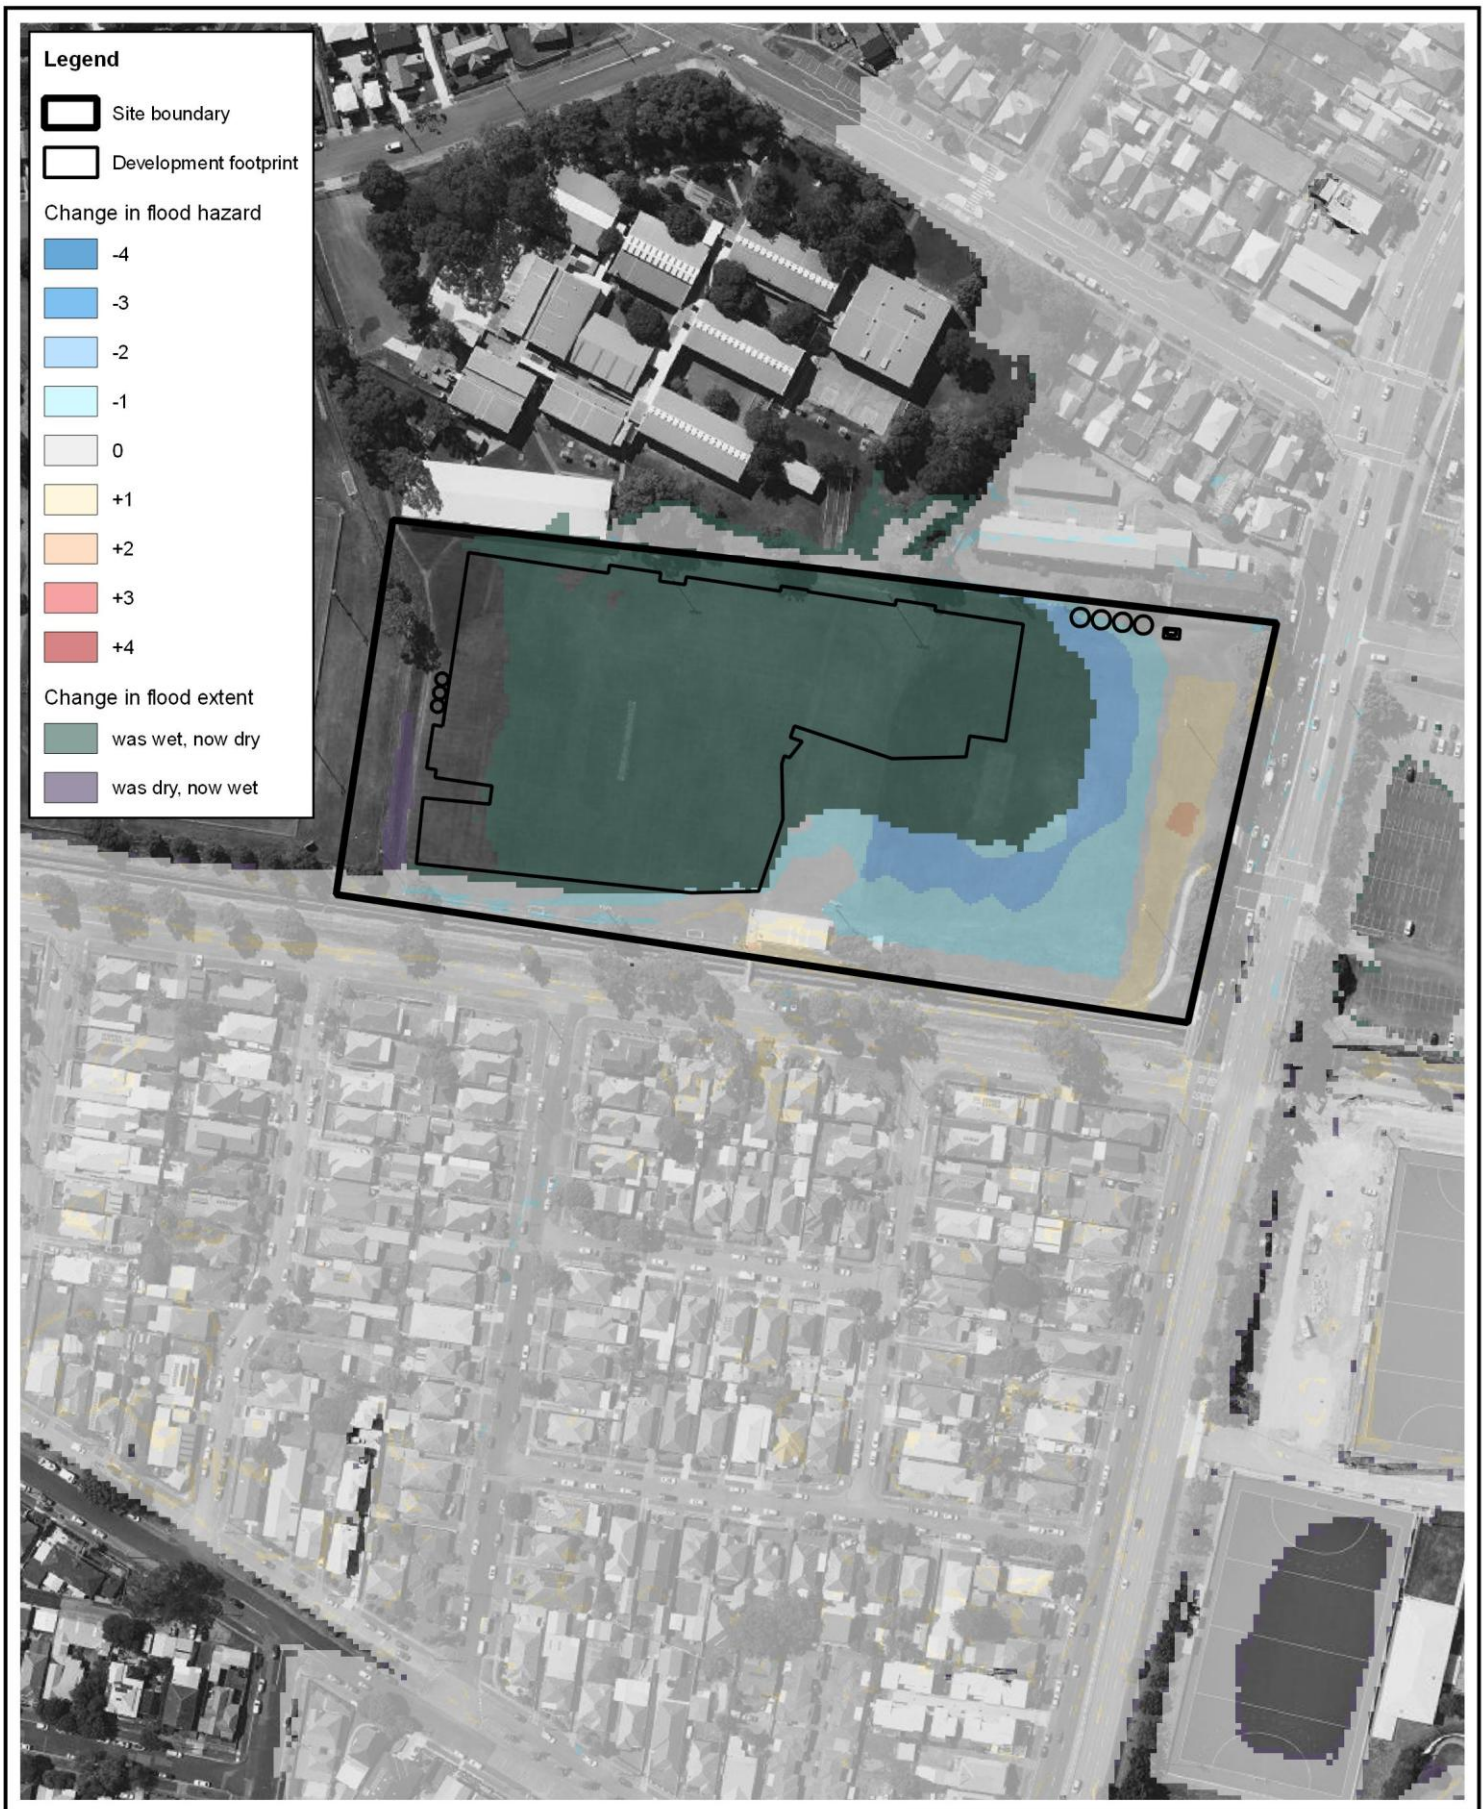 Legend
Site boundary
Development footprint
Change in flood hazard
-4
-3
-2
-1
0
+1
+2
+3
+4
Change in flood extent
was wet, now dry
was dry, now wet